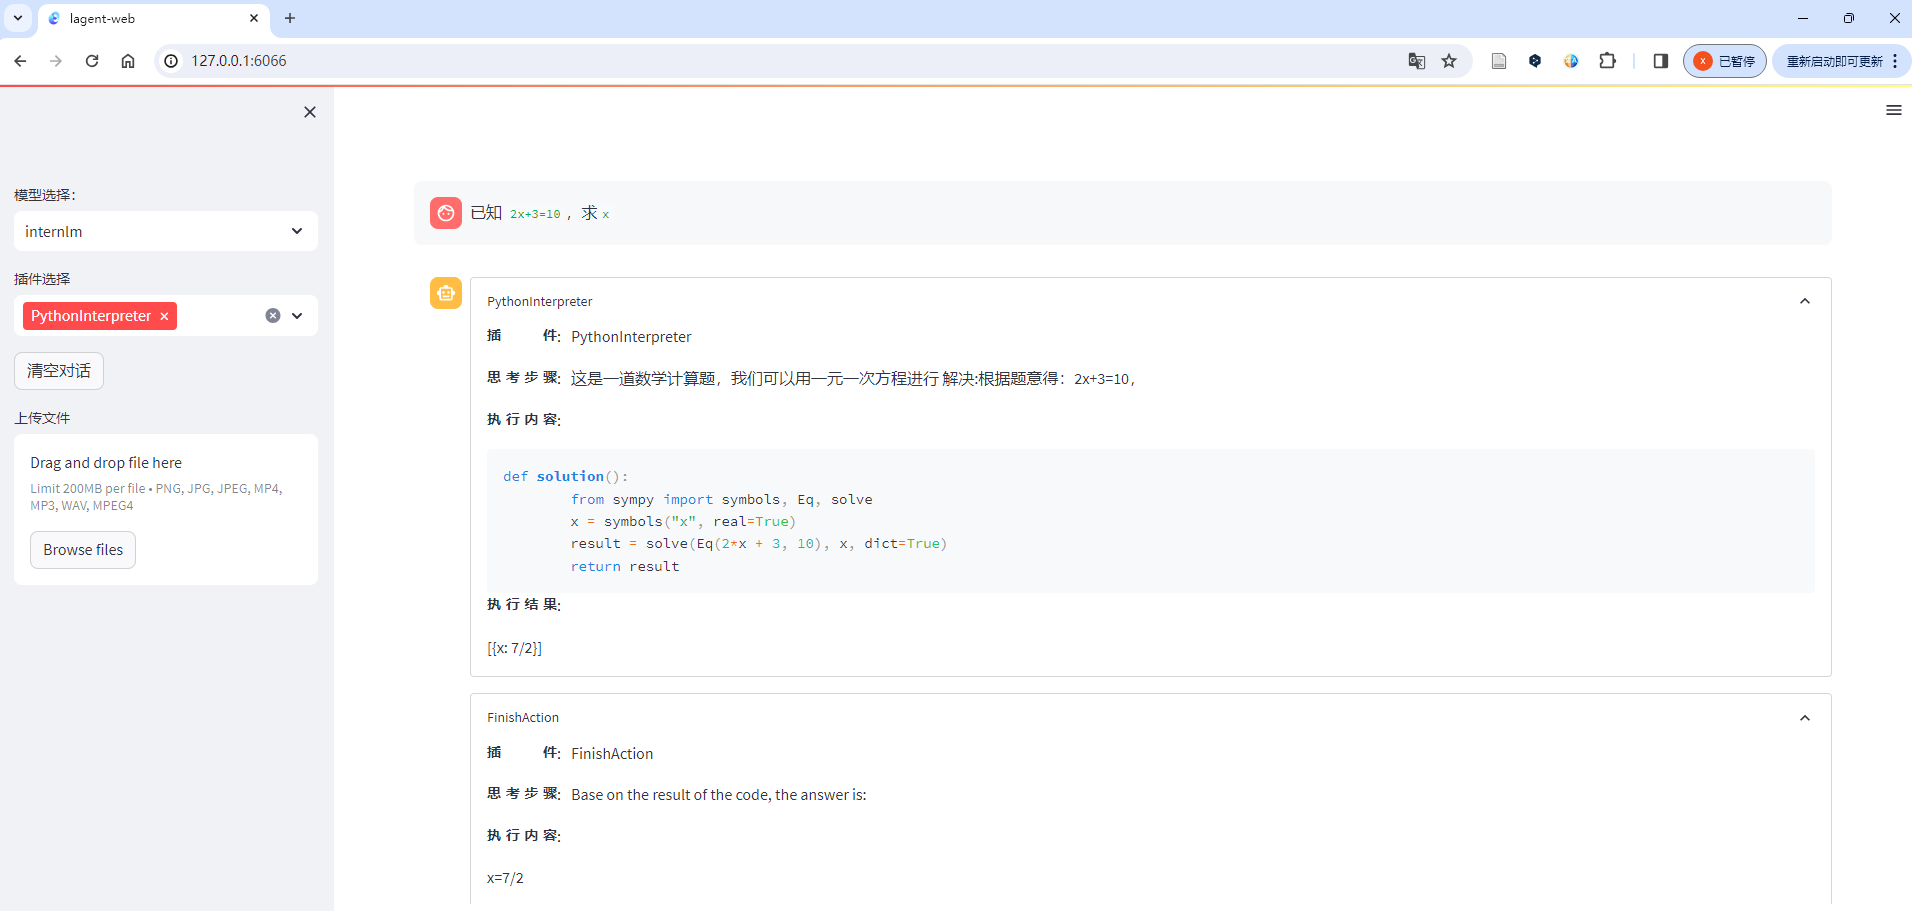 lagent-web
127.0.0.1:6066
已暂停
重新启动即可更新
模型选择:
internlm
插件选择
PythonInterpreter
清空对话
上传文件
Drag and drop file here
Limit 200MB per file • PNG, JPG, JPEG, MP4,
MP3, WAV, MPEG4
Browse files
已知 2x+3=10 ，求 x
PythonInterpreter
插 件: PythonInterpreter
思 考 步 骤: 这是一道数学计算题，我们可以用一元一次方程进行 解决:根据题意得：2x+3=10，
执 行 内 容:
def solution():
from sympy import symbols, Eq, solve
x = symbols("x", real=True)
result = solve(Eq(2*x + 3, 10), x, dict=True)
return result
执 行 结 果:
[{x: 7/2}]
FinishAction
插 件: FinishAction
思 考 步 骤: Base on the result of the code, the answer is:
执 行 内 容:
x=7/2